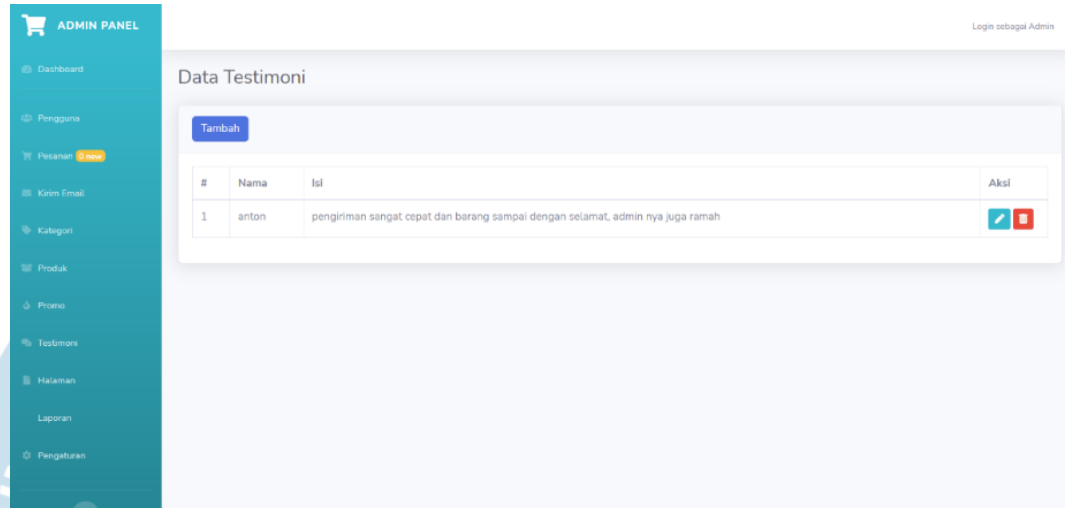 ADMIN PANEL
Login sebagai Admin
Dashboard
Pengguna
Pesanan 0 new
Kirim Email
Kategori
Produk
Promo
Testimoni
Halaman
Laporan
Pengaturan
Data Testimoni
Tambah
# Nama Isi Aksi
1 anton pengiriman sangat cepat dan barang sampai dengan selamat, admin nya juga ramah